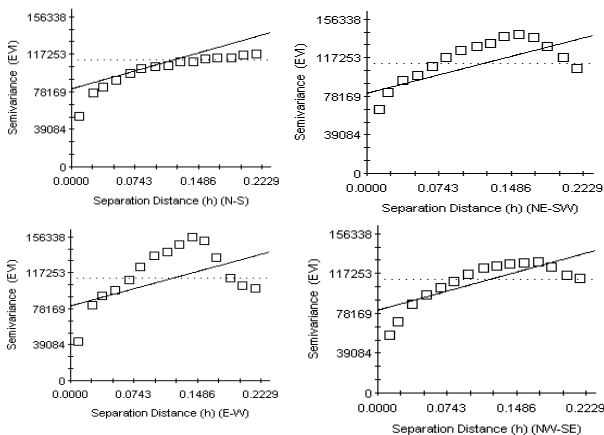 Semivariance (EVI)
156338
117253
78169
39084
0
0.0000 0.0743 0.1486 0.2229
Separation Distance (h) (N-S)
Semivariance (EVI)
156338
117253
78169
39084
0
0.0000 0.0743 0.1486 0.2229
Separation Distance (h) (NE-SW)
Semivariance (EVI)
156338
117253
78169
39084
0
0.0000 0.0743 0.1486 0.2229
Separation Distance (h) (E-W)
Semivariance (EVI)
156338
117253
78169
39084
0
0.0000 0.0743 0.1486 0.2229
Separation Distance (h) (NW-SE)